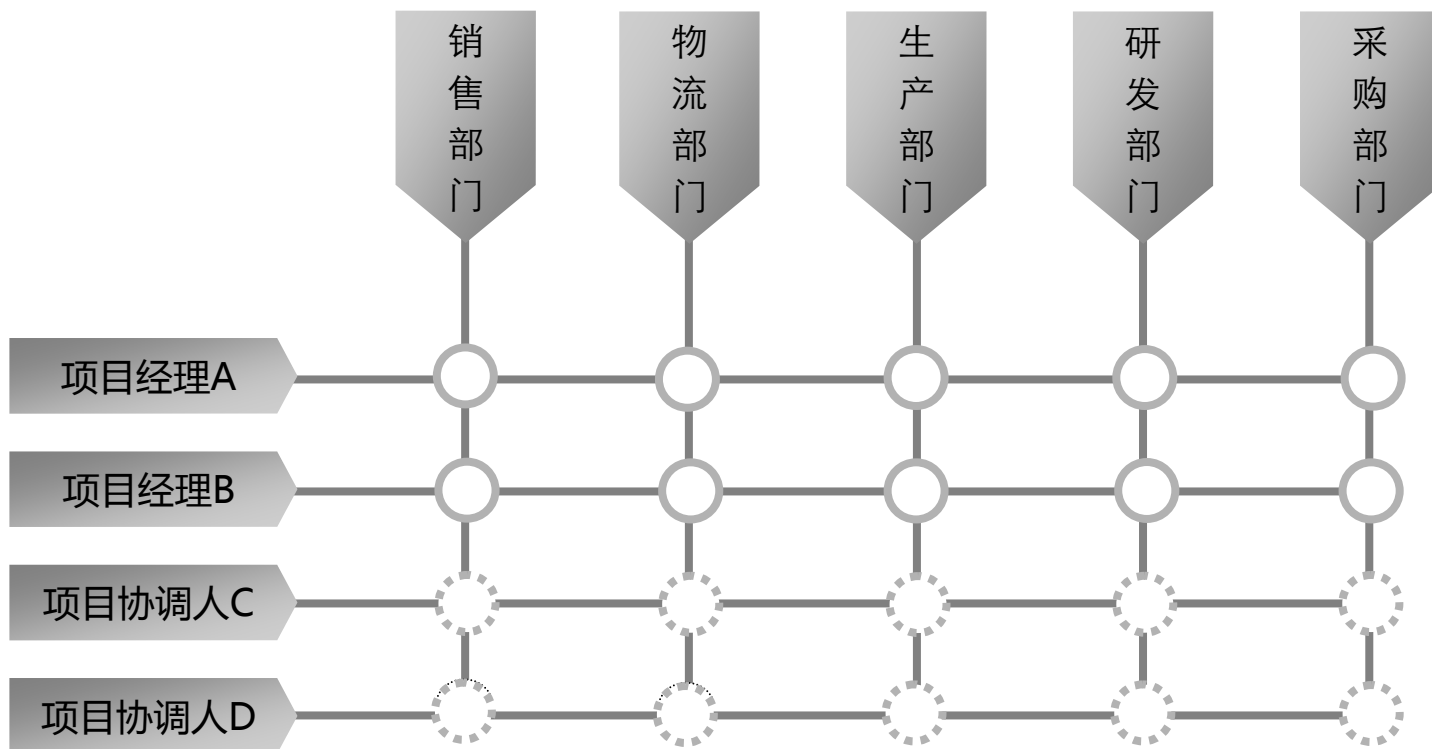 销售部门
物流部门
生产部门
研发部门
采购部门
项目经理A
项目经理B
项目协调人C
项目协调人D